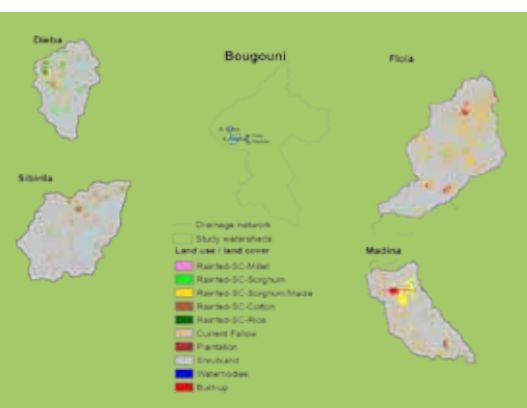 Dieba
Bougouni
Flola
Sibirila
Drainage network
Study watersheds
Land use / land cover
Madina
Rainfed-SC-Millet
Rainfed-SC-Sorghum
Rainfed-SC-Sorghum/Maize
Rainfed-SC-Cotton
Rainfed-SC-Rice
Current Fallow
Plantation
Shrubland
Waterbodies
Built-up